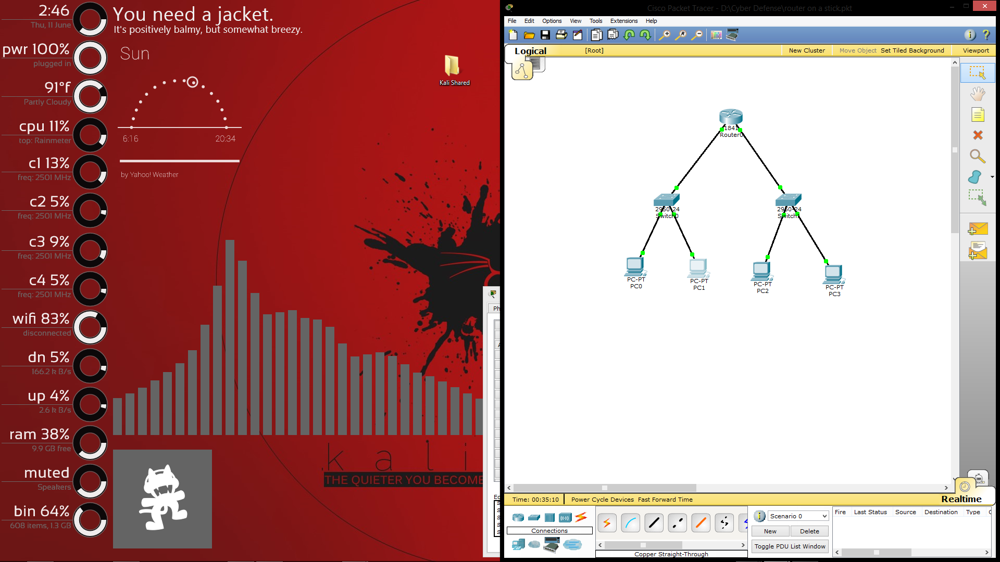 2:46
Thu, 11 June
pwr 100%
plugged in
91°f
Partly Cloudy
cpu 11%
top: Rainmeter
c1 13%
freq: 2501 MHz
c2 5%
freq: 2501 MHz
c3 9%
freq: 2501 MHz
c4 5%
freq: 2501 MHz
wifi 83%
disconnected
dn 5%
166.2 k B/s
up 4%
2.6 k B/s
ram 38%
9.9 GB free
muted
Speakers
bin 64%
608 items, 1.3 GB
You need a jacket.
It's positively balmy, but somewhat breezy.
Sun
6:16 20:34
by Yahoo! Weather
Kali Shared
kali
THE QUIETER YOU BECOME
Ph
Cisco Packet Tracer - D:\Cyber Defense\router on a stick.pkt
File Edit Options View Tools Extensions Help
Logical [Root] New Cluster Move Object Set Tiled Background Viewport
1841
Router0
2950-24
Switch0
2950-24
Switch1
PC-PT
PC0
PC-PT
PC1
PC-PT
PC2
PC-PT
PC3
Time: 00:35:10 Power Cycle Devices Fast Forward Time
Realtime
Connections
Copper Straight-Through
Scenario 0
New Delete
Toggle PDU List Window
Fire Last Status Source Destination Type